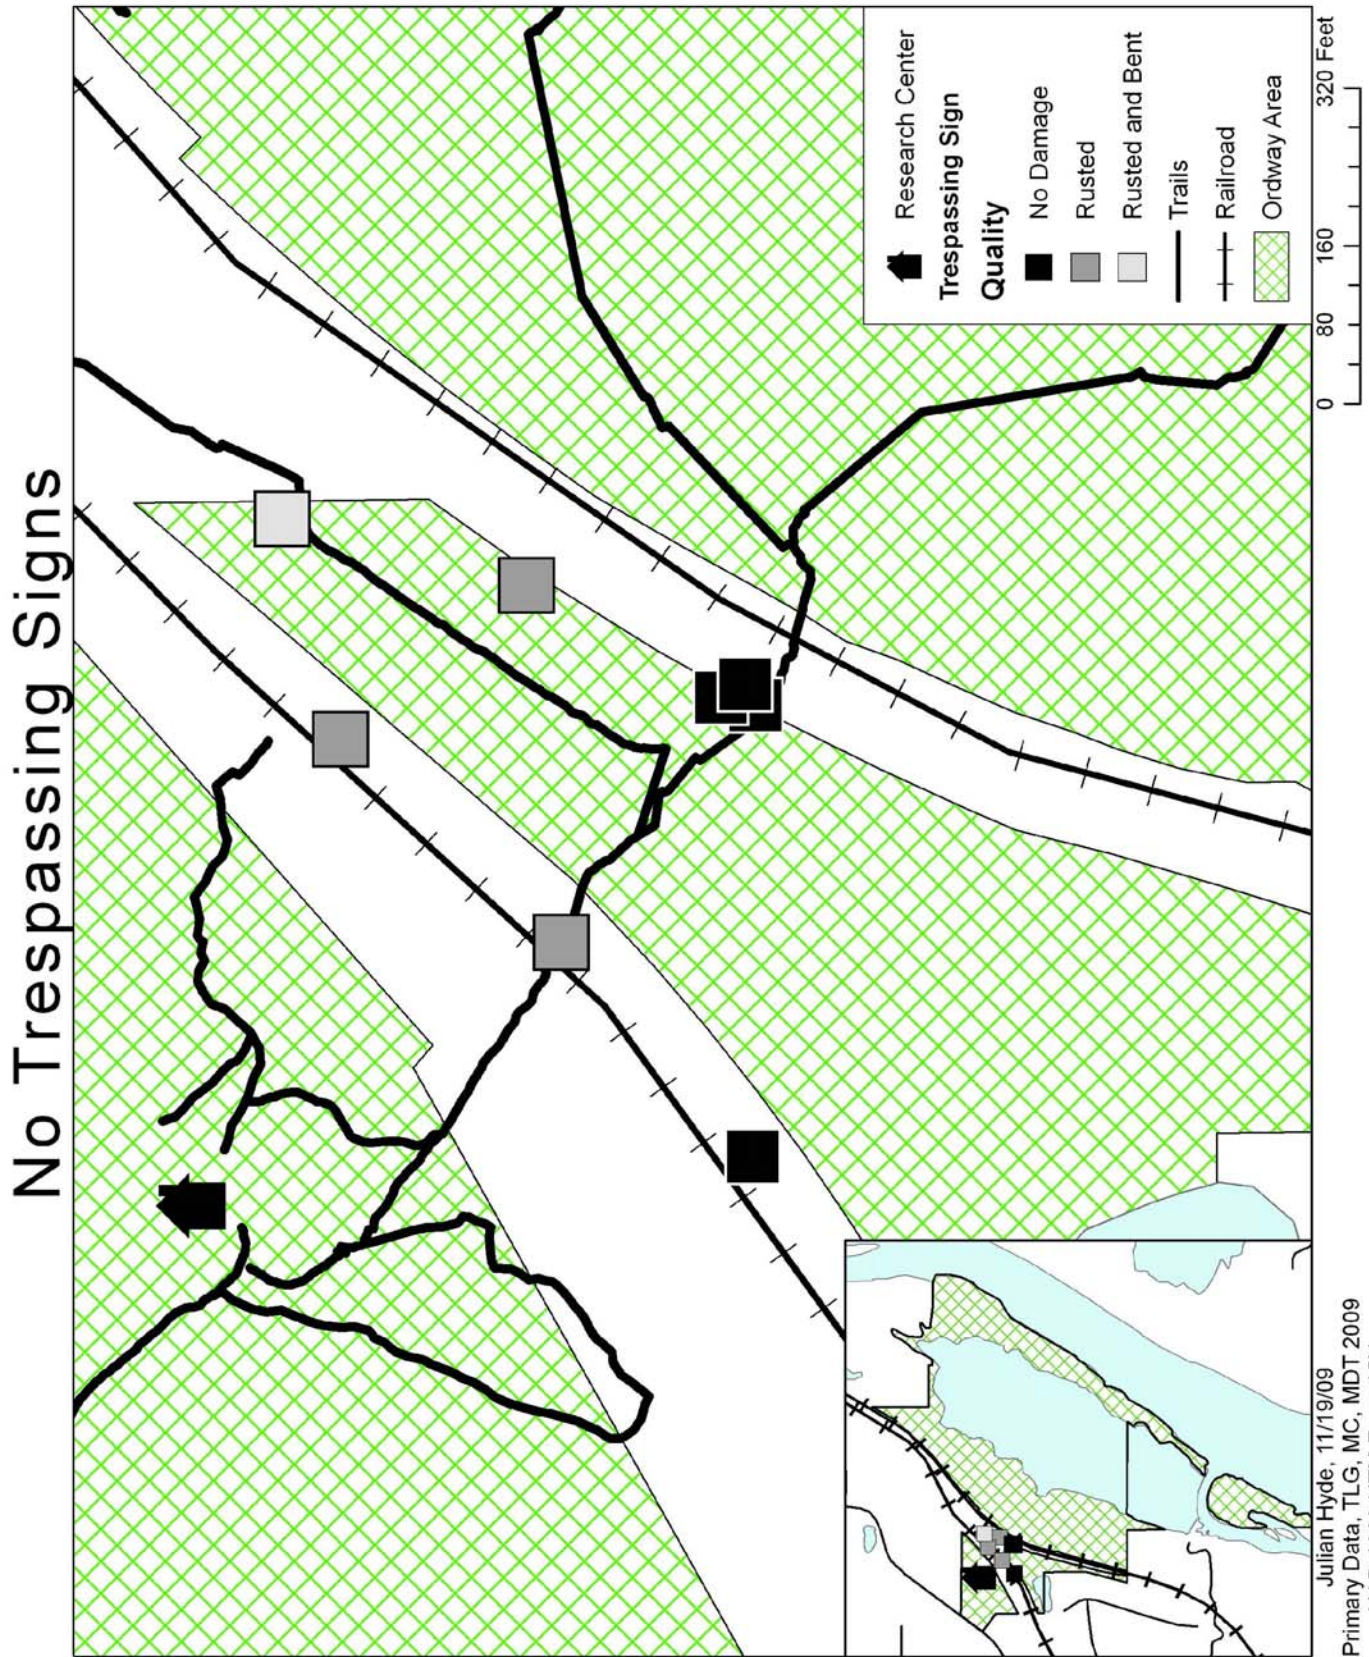 No Trespassing Signs
Research Center
Trespassing Sign
Quality
No Damage
Rusted
Rusted and Bent
Trails
Railroad
Ordway Area
0 80 160 320 Feet
Julian Hyde, 11/19/09
Primary Data, TLG, MC, MDT 2009